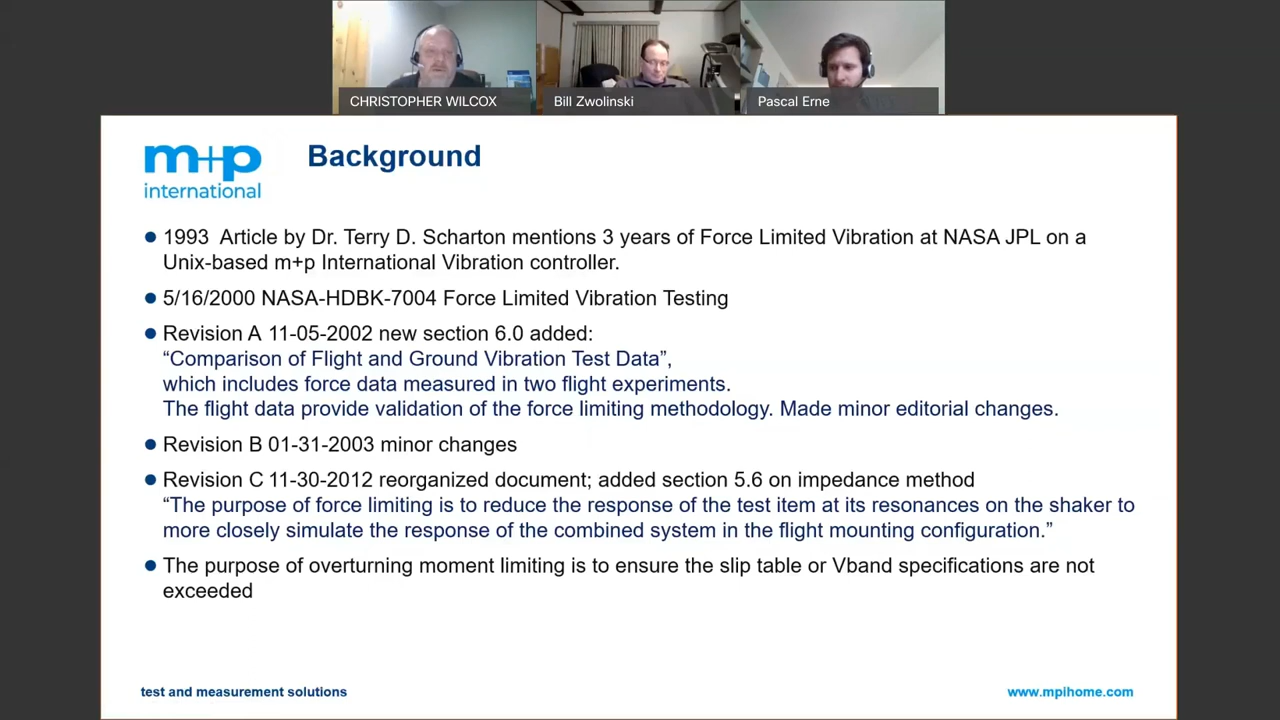 CHRISTOPHER WILCOX
Bill Zwolinski
Pascal Erne
m+p
international
Background
1993  Article by Dr. Terry D. Scharton mentions 3 years of Force Limited Vibration at NASA JPL on a
Unix-based m+p International Vibration controller.
5/16/2000 NASA-HDBK-7004 Force Limited Vibration Testing
Revision A 11-05-2002 new section 6.0 added:
“Comparison of Flight and Ground Vibration Test Data”,
which includes force data measured in two flight experiments.
The flight data provide validation of the force limiting methodology. Made minor editorial changes.
Revision B 01-31-2003 minor changes
Revision C 11-30-2012 reorganized document; added section 5.6 on impedance method
“The purpose of force limiting is to reduce the response of the test item at its resonances on the shaker to
more closely simulate the response of the combined system in the flight mounting configuration.”
The purpose of overturning moment limiting is to ensure the slip table or Vband specifications are not
exceeded
test and measurement solutions
www.mpihome.com